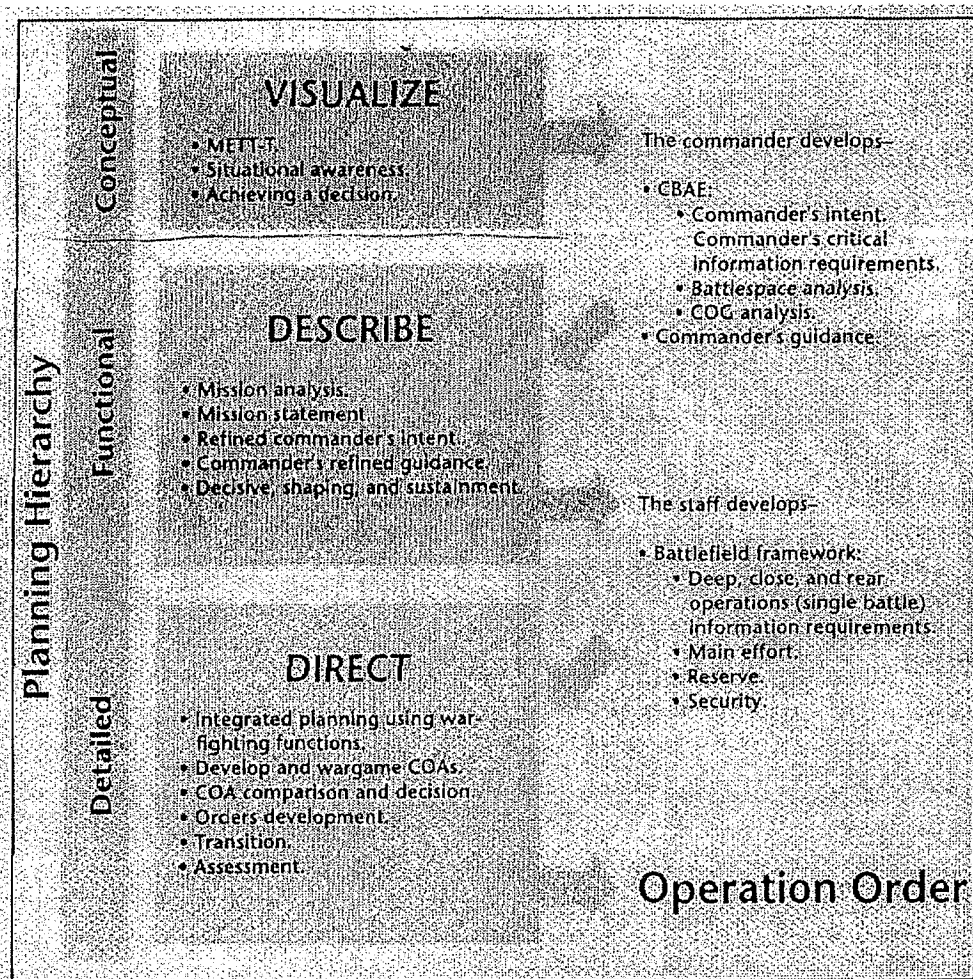 Planning Hierarchy
Conceptual
VISUALIZE
• METT-T.
• Situational awareness.
• Achieving a decision.
The commander develops–
• CBAE:
• Commander's intent.
Commander's critical
information requirements.
• Battlespace analysis.
• COG analysis.
• Commander's guidance.
Functional
DESCRIBE
• Mission analysis.
• Mission statement.
• Refined commander's intent.
• Commander's refined guidance.
• Decisive, shaping, and sustainment.
The staff develops–
• Battlefield framework:
• Deep, close, and rear
operations (single battle)
information requirements.
• Main effort.
• Reserve.
• Security.
Detailed
DIRECT
• Integrated planning using war-
fighting functions.
• Develop and wargame COAs.
• COA comparison and decision.
• Orders development.
• Transition.
• Assessment.
Operation Order